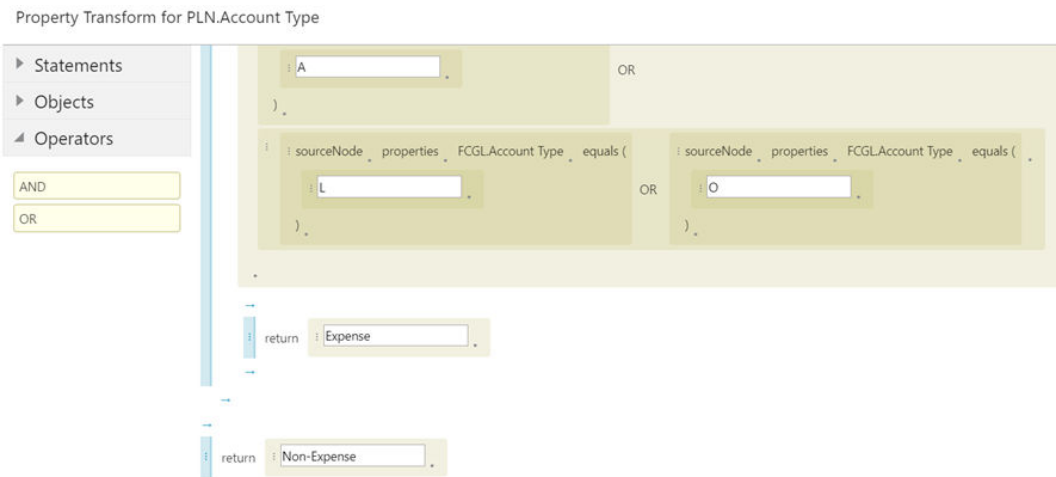 Property Transform for PLN.Account Type
Statements
Objects
Operators
AND
OR
A
OR
) .
sourceNode . properties . FCGL.Account Type . equals (
L
.
) .
OR
sourceNode . properties . FCGL.Account Type . equals ( .
O
.
) .
.
return Expense .
return Non-Expense .